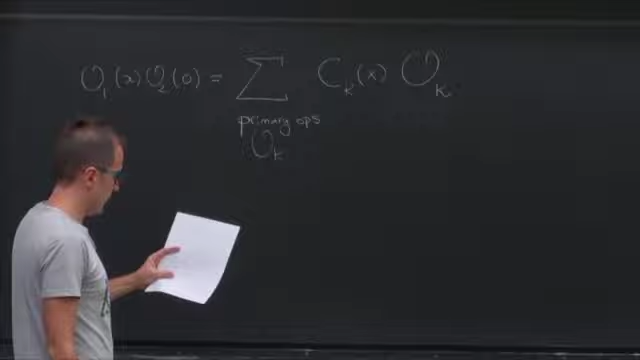 O₁(x) O₂(0) = ∑ Cₖ(x) Oₖ
primary ops
Oₖ